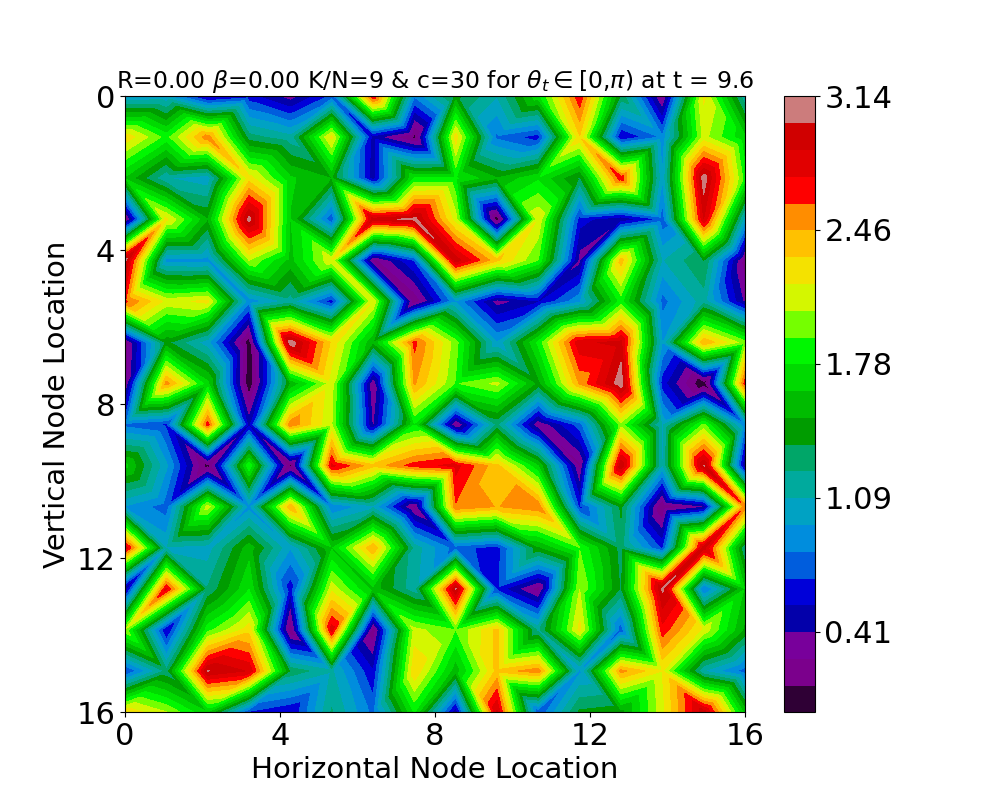 R=0.00 β=0.00 K/N=9 & c=30 for θₜ∈[0,π) at t = 9.6
0
4
8
12
16
0 4 8 12 16
Vertical Node Location
Horizontal Node Location
3.14
2.46
1.78
1.09
0.41